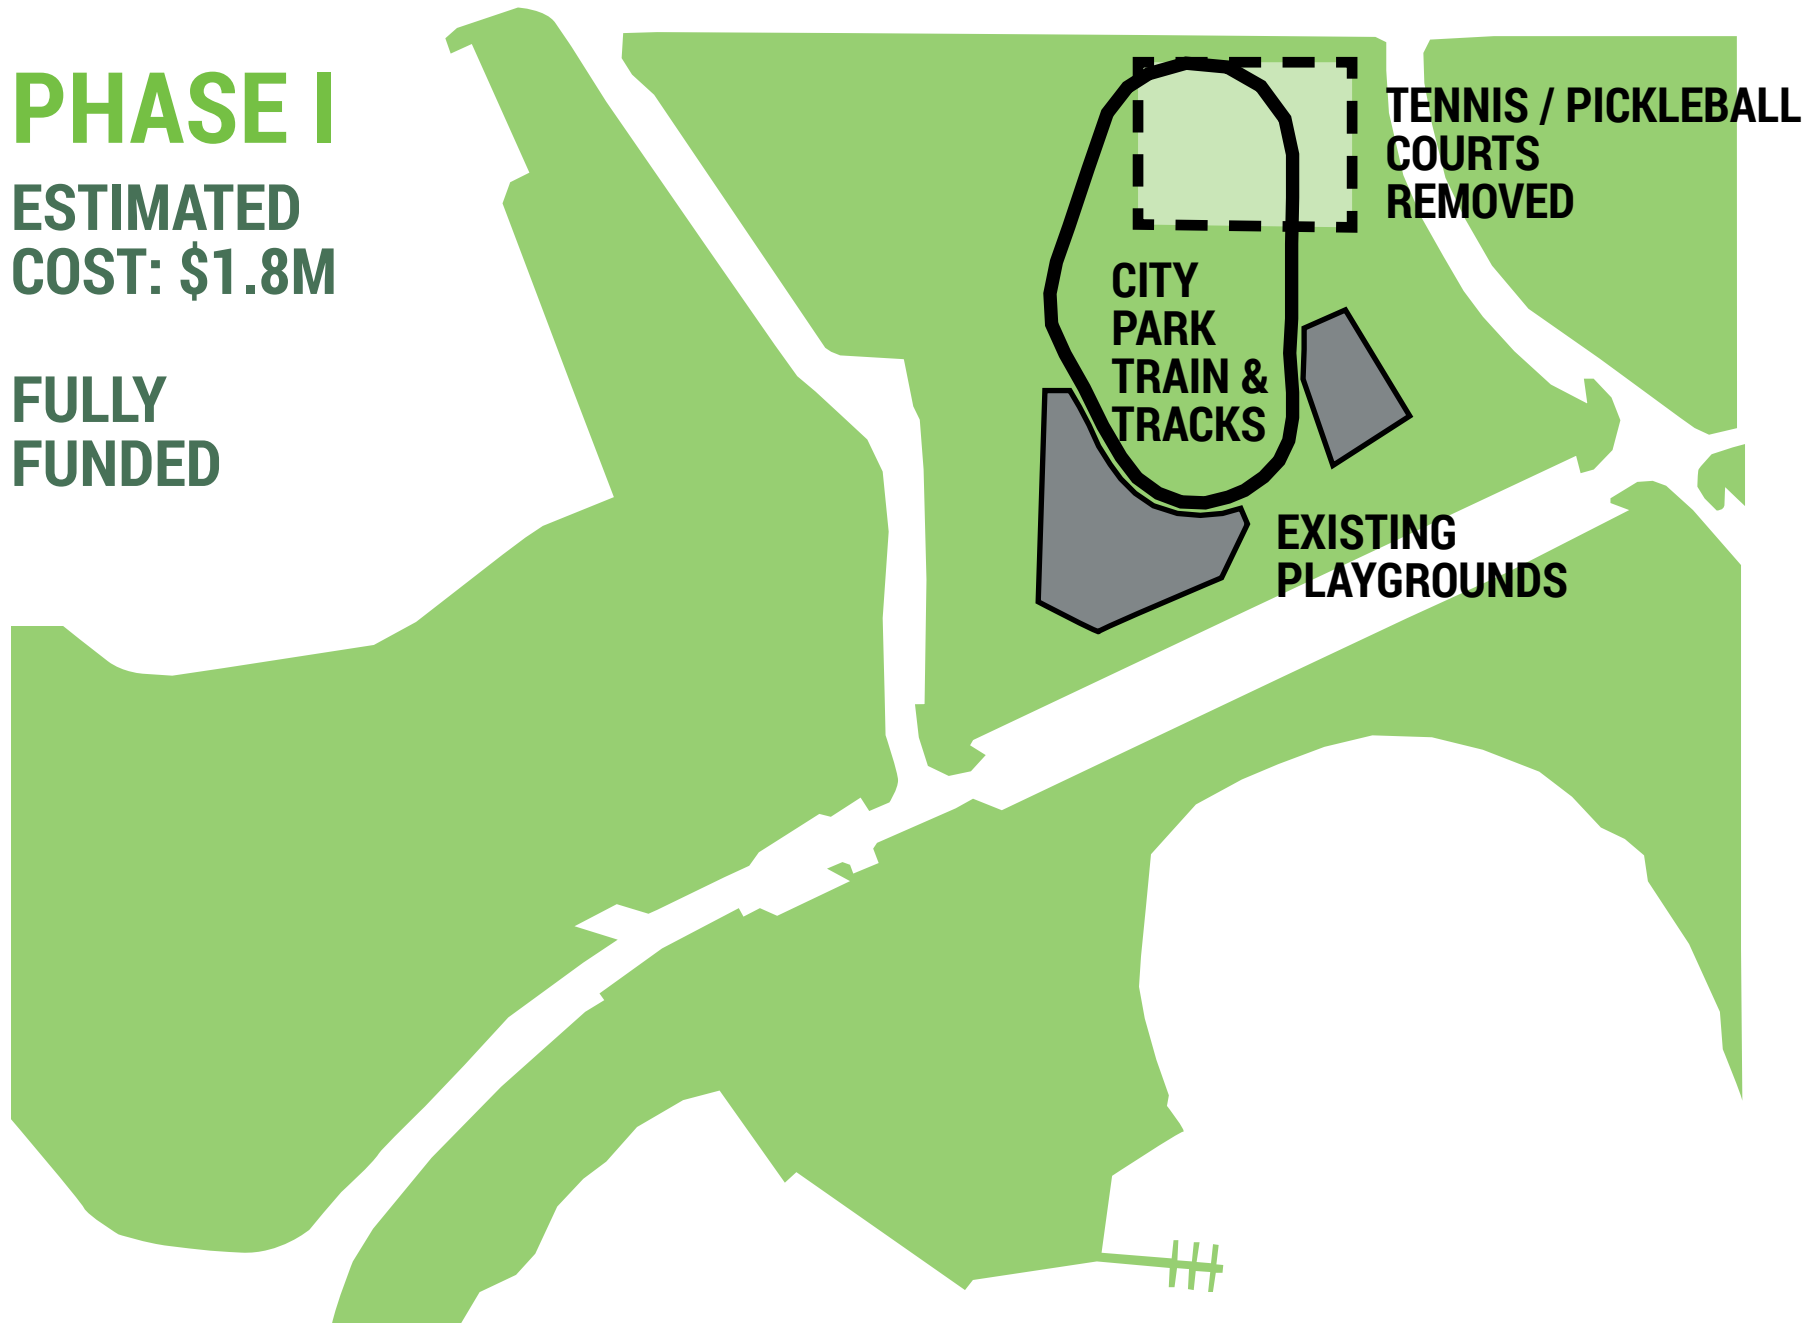 PHASE I
ESTIMATED
COST: $1.8M
FULLY
FUNDED
TENNIS / PICKLEBALL
COURTS
REMOVED
CITY
PARK
TRAIN &
TRACKS
EXISTING
PLAYGROUNDS